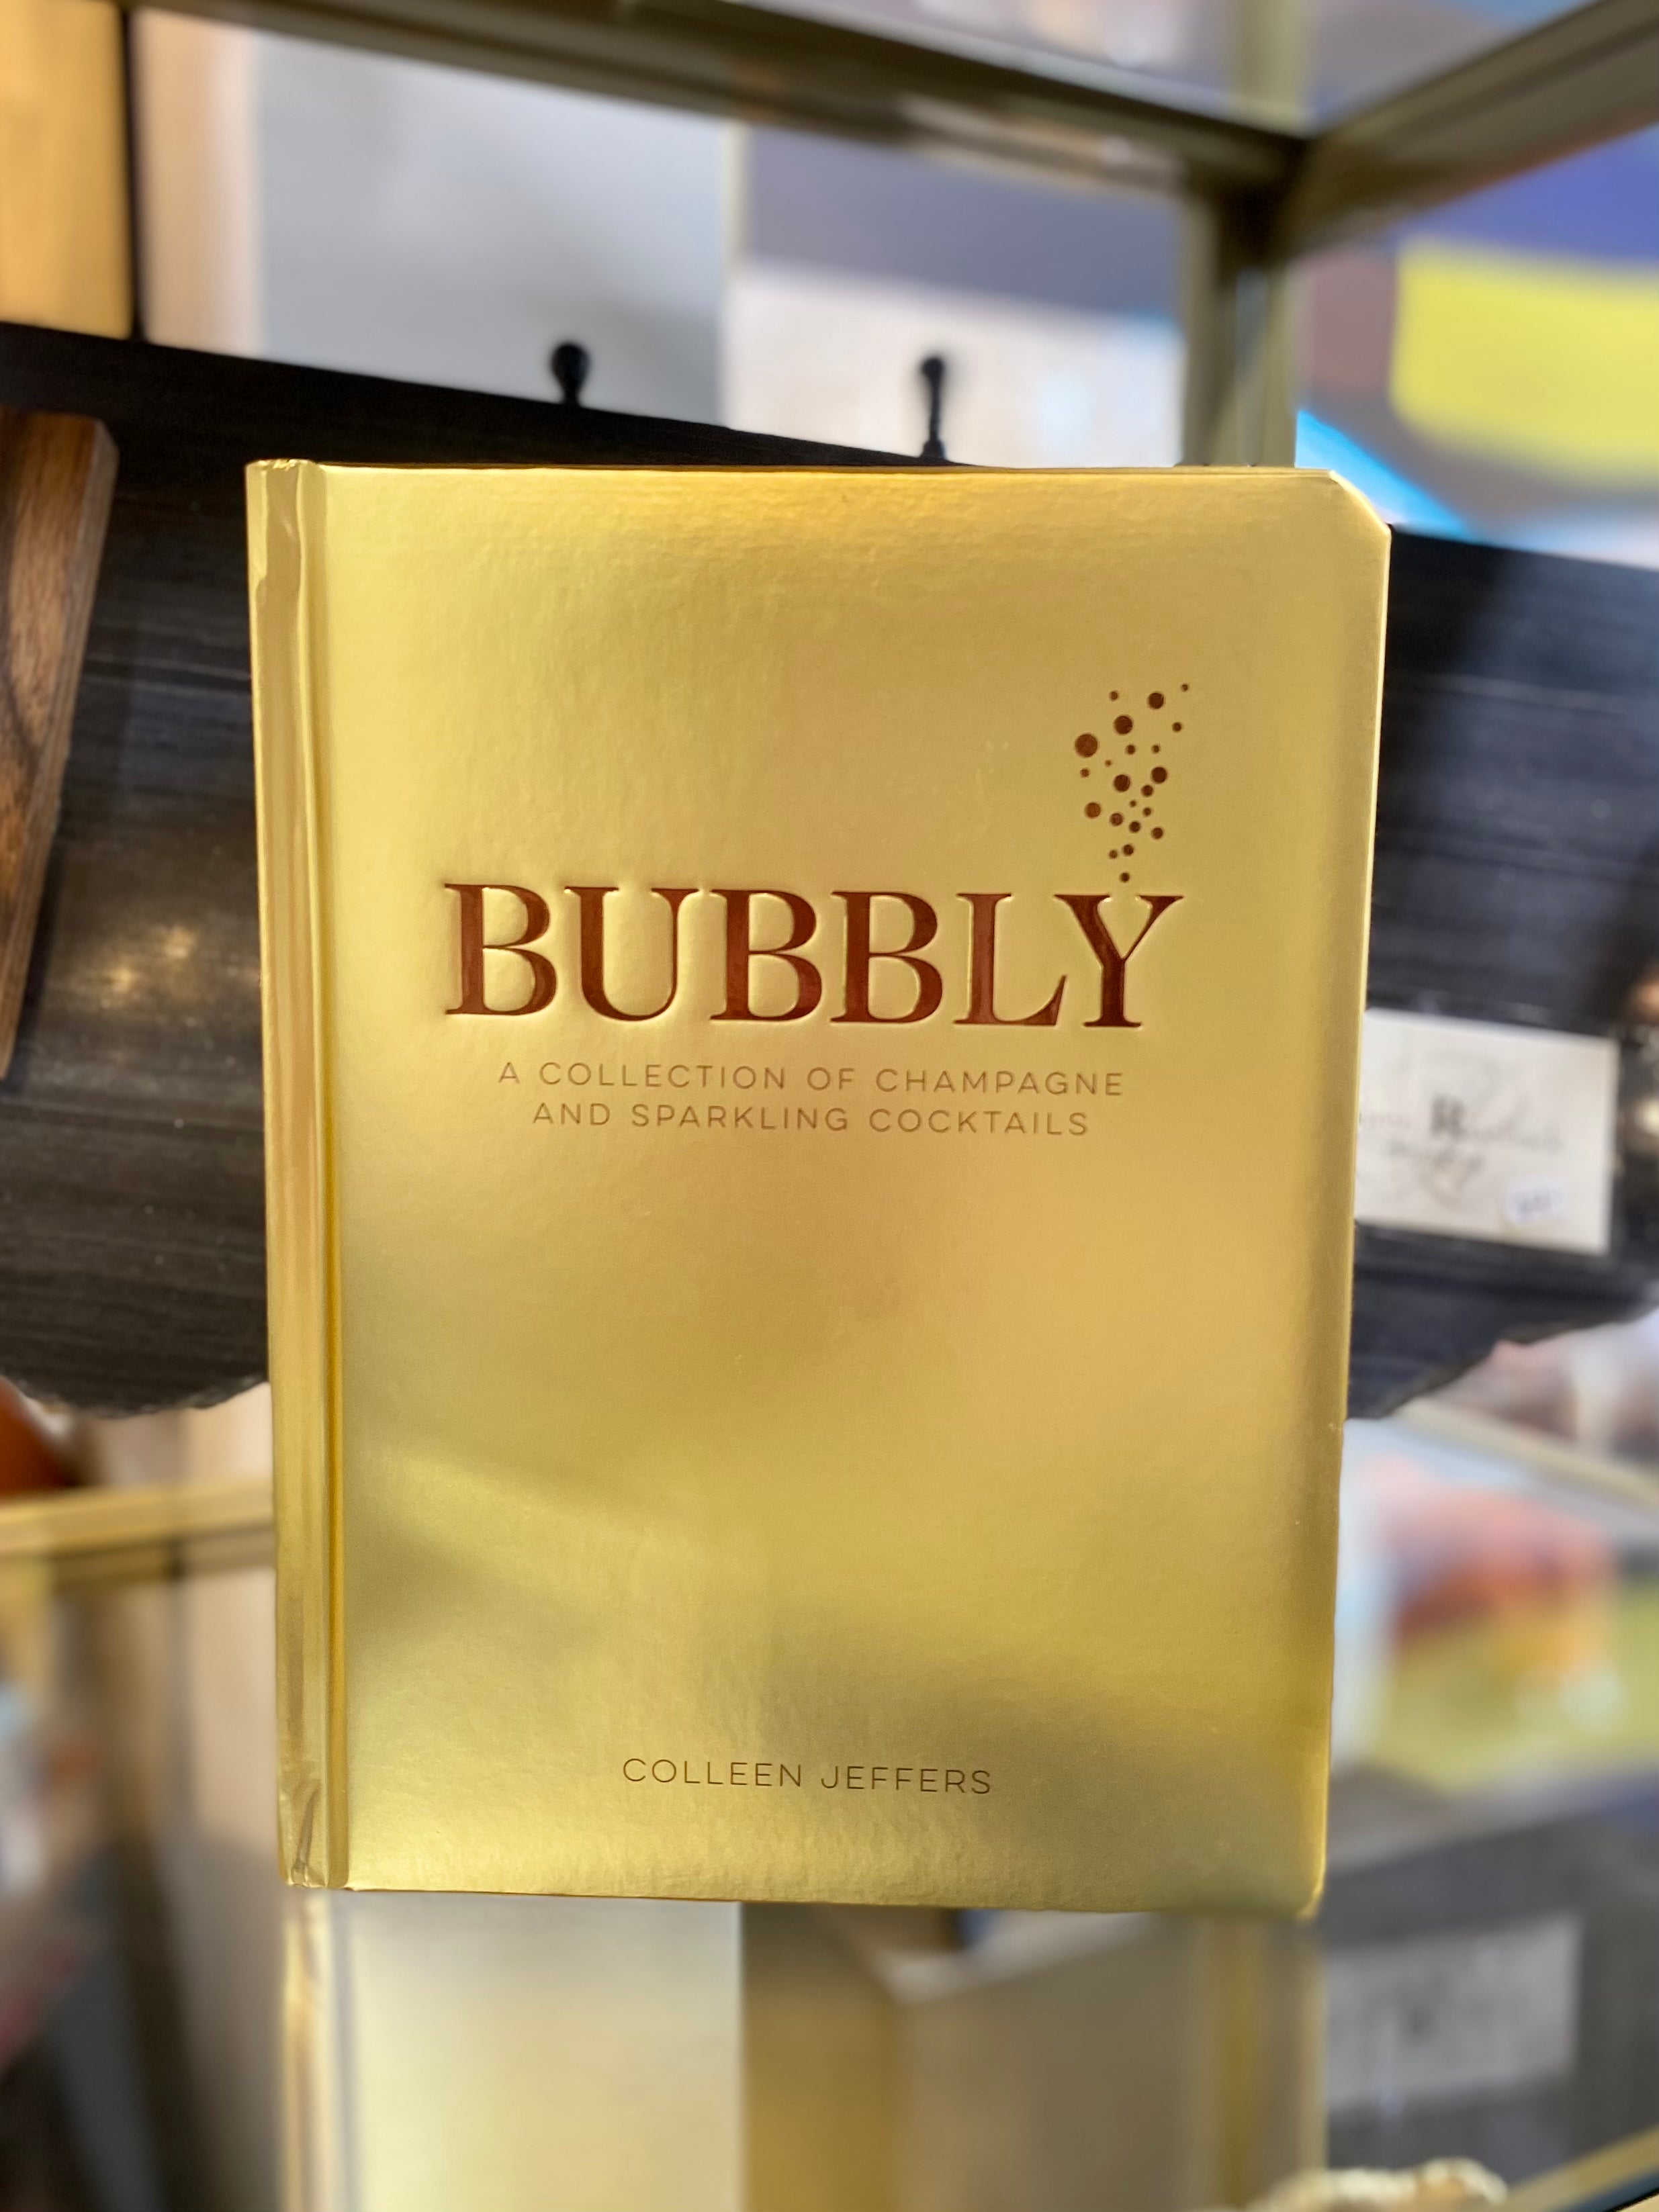 BUBBLY
A COLLECTION OF CHAMPAGNE
AND SPARKLING COCKTAILS
COLLEEN JEFFERS